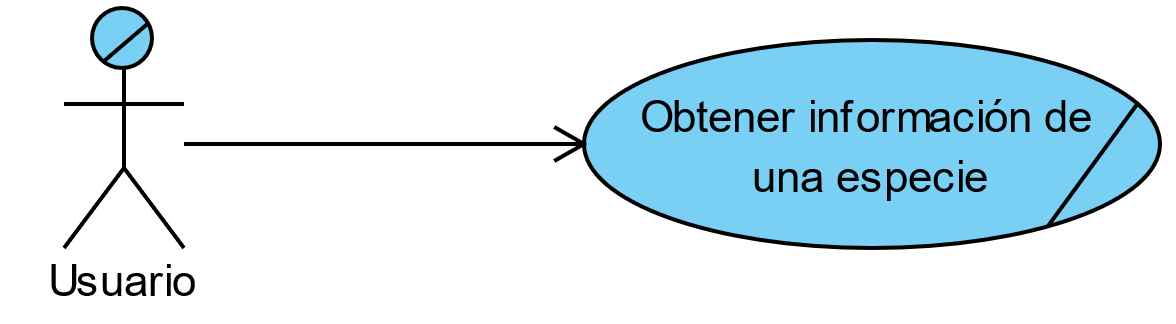 Obtener información de
una especie
Usuario